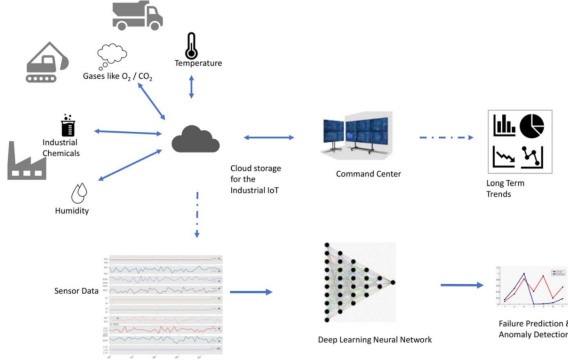 Temperature
Gases like O₂ / CO₂
Industrial
Chemicals
Humidity
Cloud storage
for the
Industrial IoT
Command Center
Long Term
Trends
Sensor Data
Deep Learning Neural Network
Failure Prediction &
Anomaly Detection